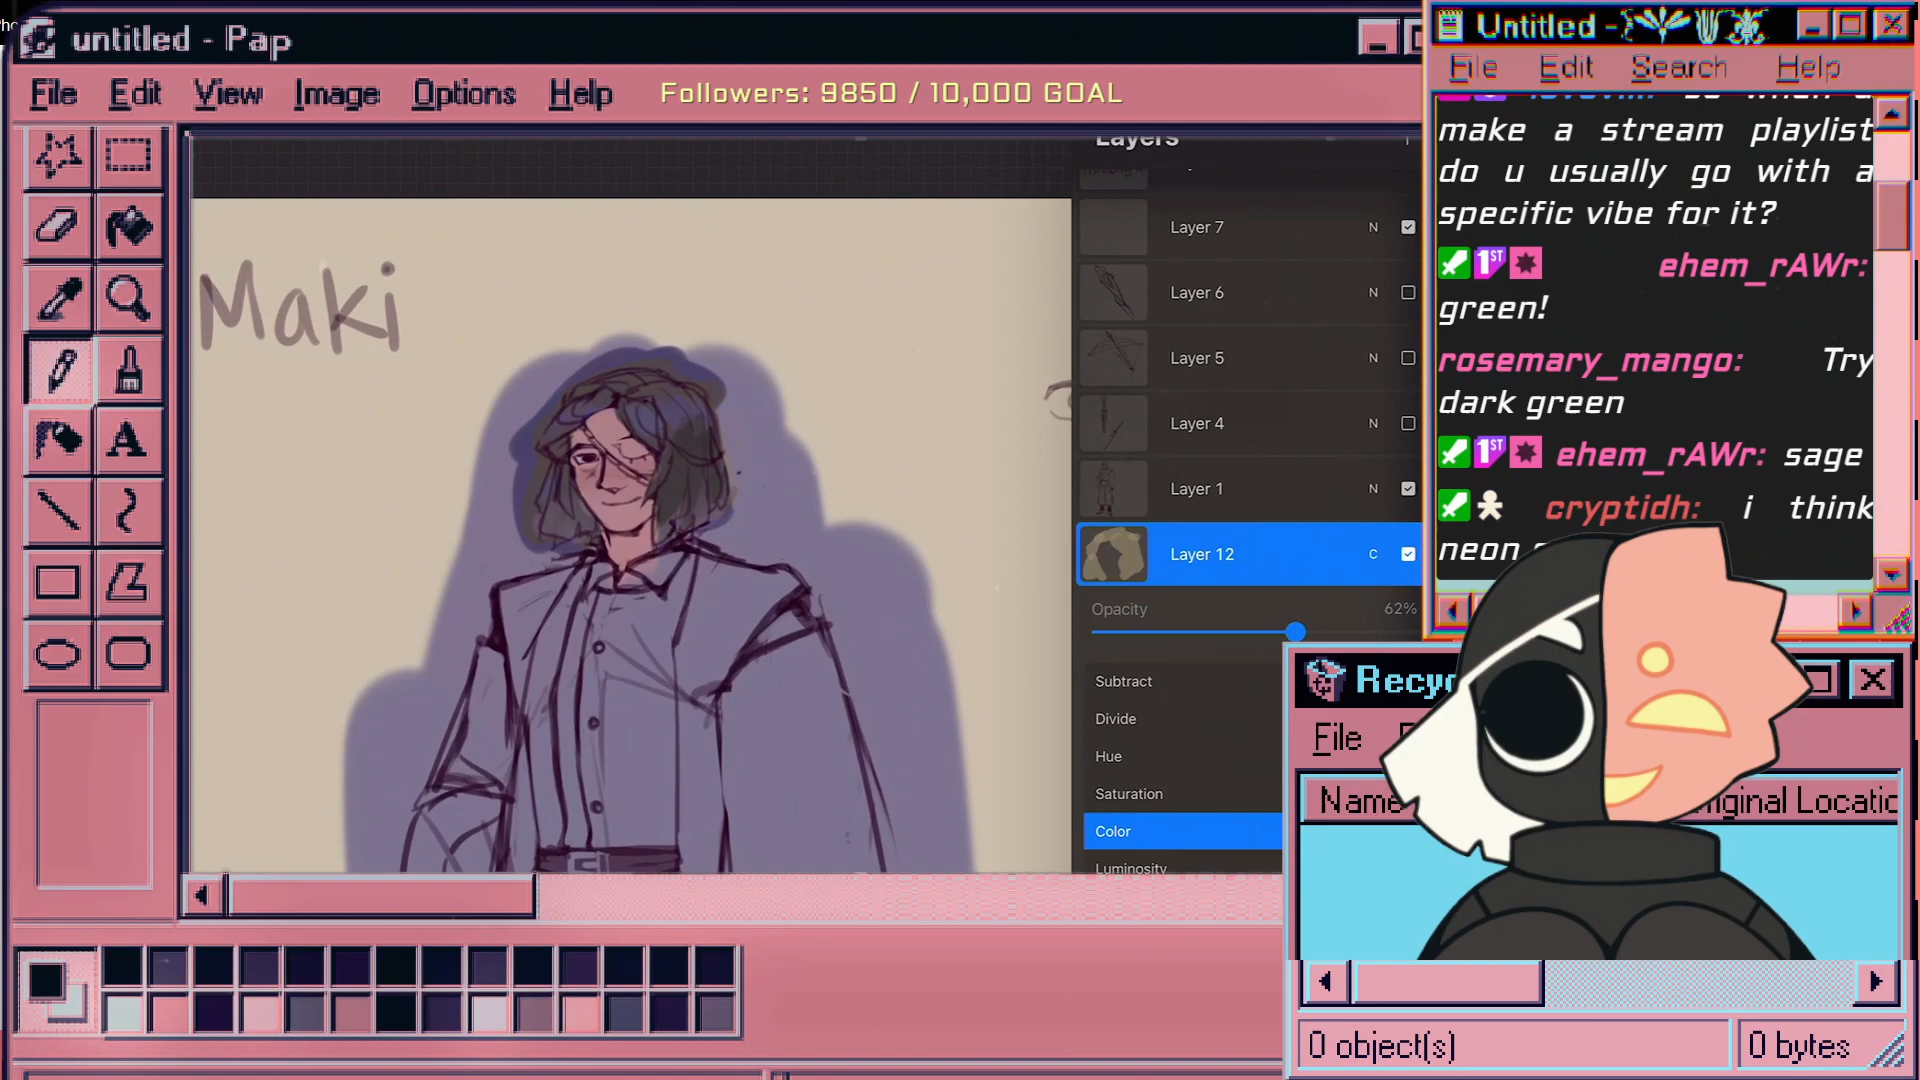 untitled - Pap
File Edit View Image Options Help
Followers: 9850 / 10,000 GOAL
Maki
Layers
Layer 7 N
Layer 6 N
Layer 5 N
Layer 4 N
Layer 1 N
Layer 12 C
Opacity 62%
Subtract
Divide
Hue
Saturation
Color
Luminosity
A
Untitled -
File Edit Search Help
make a stream playlist
do u usually go with a
specific vibe for it?
1ST ehem_rAWr:
green!
rosemary_mango: Try
dark green
1ST ehem_rAWr: sage
cryptidh: i think
neon
Recyc
File
Name
iginal Locatio
0 object(s)
0 bytes